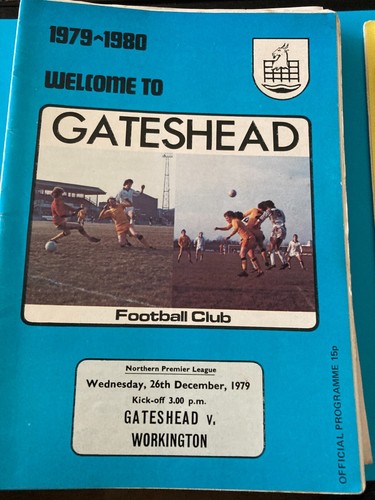 1979-1980
WELCOME TO
GATESHEAD
Football Club
Northern Premier League
Wednesday, 26th December, 1979
Kick-off 3.00 p.m.
GATESHEAD v.
WORKINGTON
OFFICIAL PROGRAMME 15p